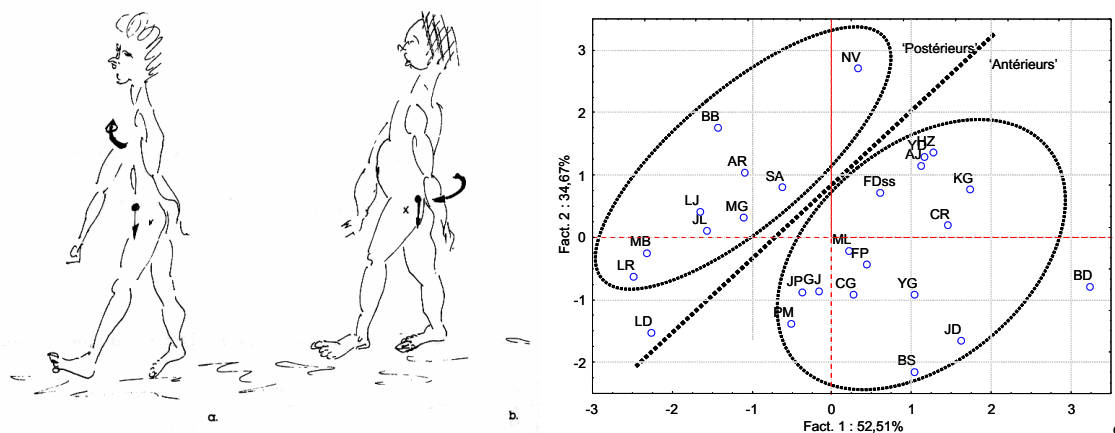 v
x
a.
b.
Fact. 2 : 34,67%
3
2
1
0
-1
-2
'Postérieurs'
'Antérieurs'
NV
BB
HZ
YD
AJ
AR
SA
FDss
KG
LJ
MG
JL
CR
MB
ML
FP
LR
JP
GJ
CG
YG
BD
LD
PM
JD
BS
-3
-2
-1
0
1
2
3
Fact. 1 : 52,51%